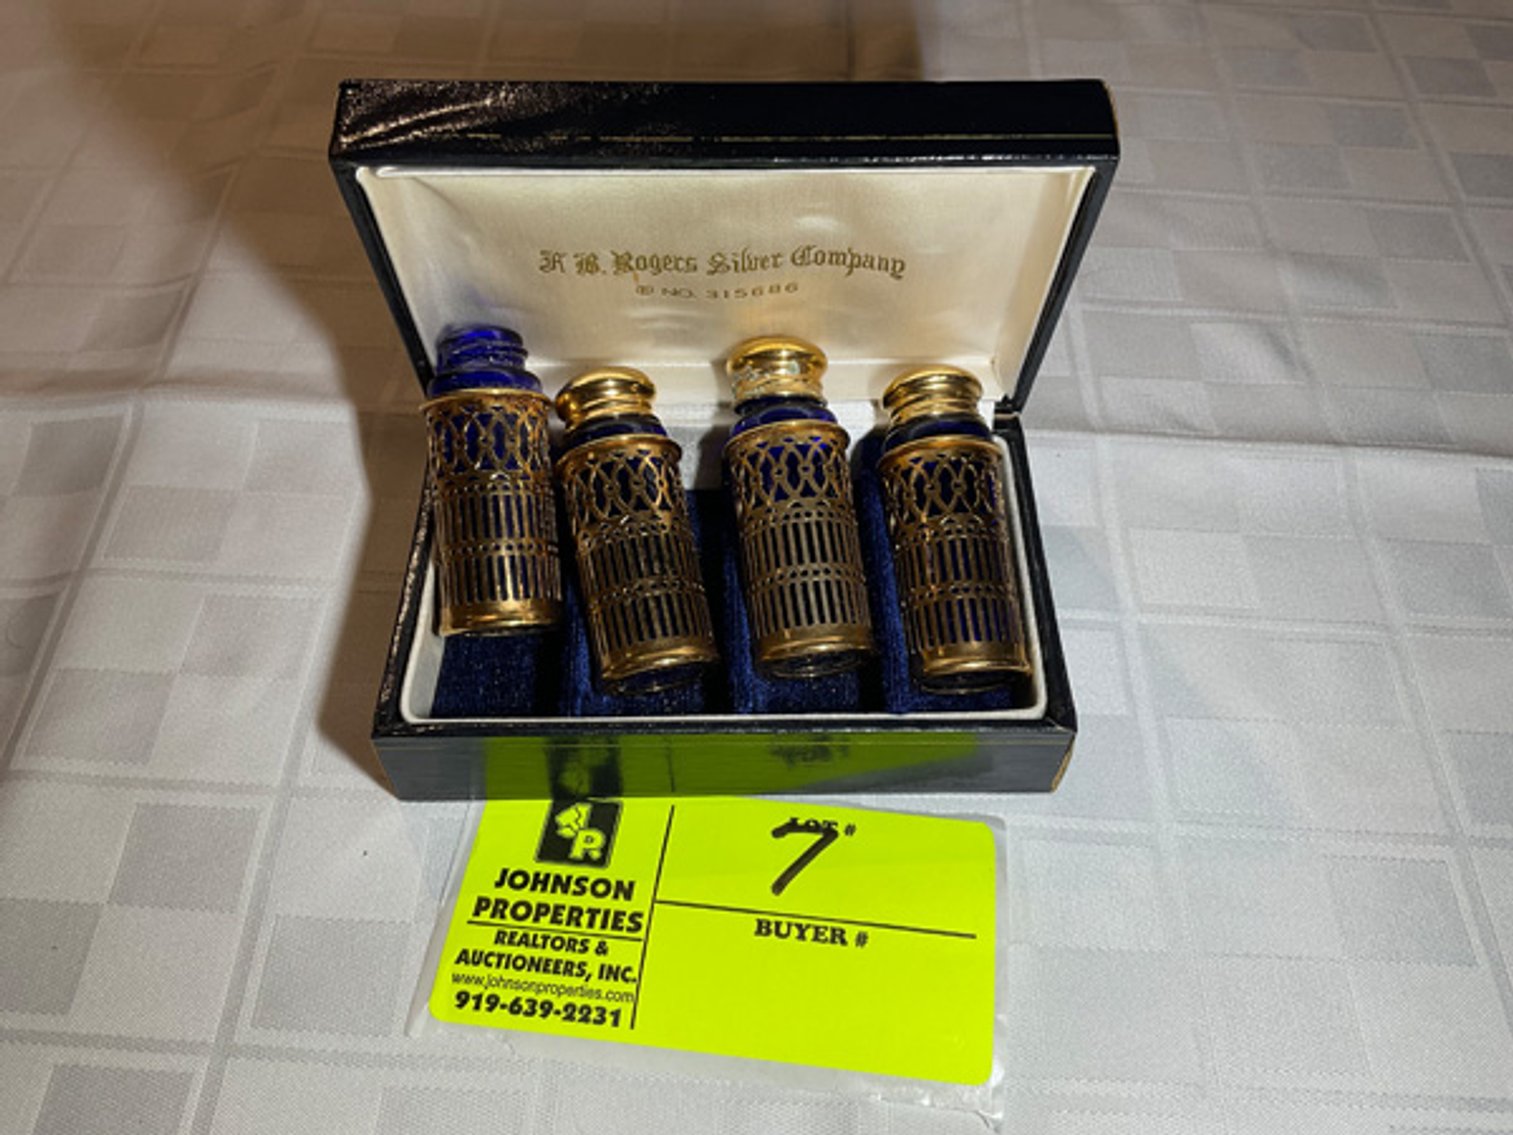 F B. Rogers Silver Company
® NO. 315686
JP.
JOHNSON
PROPERTIES
REALTORS &
AUCTIONEERS, INC.
www.johnsonproperties.com
919-639-2231
LOT #
7
BUYER #